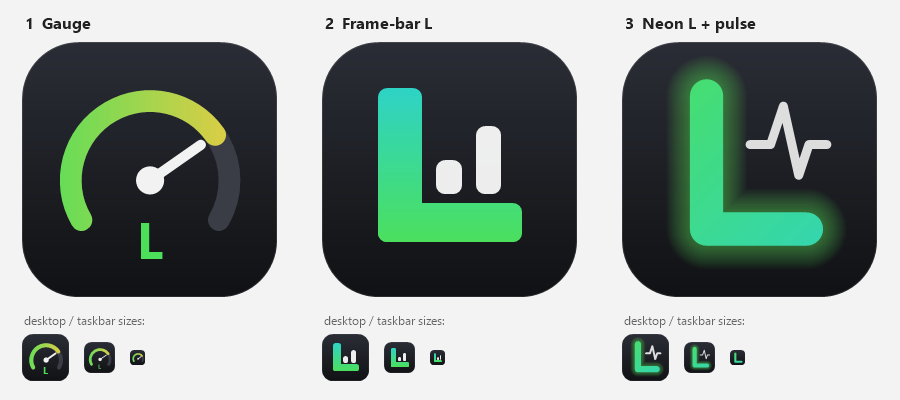 1 Gauge
2 Frame-bar L
3 Neon L + pulse
L
L
L
desktop / taskbar sizes:
desktop / taskbar sizes:
desktop / taskbar sizes:
L
L
L
L
L
L
L
L